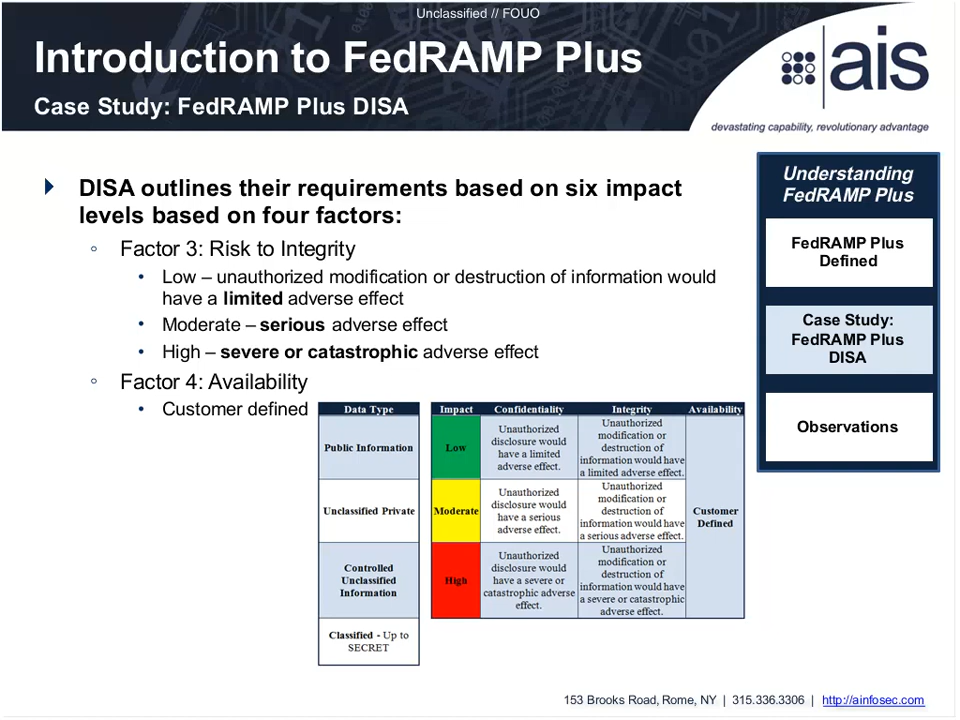 Unclassified // FOUO
Introduction to FedRAMP Plus
Case Study: FedRAMP Plus DISA
ais
devastating capability, revolutionary advantage
DISA outlines their requirements based on six impact
levels based on four factors:
Factor 3: Risk to Integrity
Low – unauthorized modification or destruction of information would
have a limited adverse effect
Moderate – serious adverse effect
High – severe or catastrophic adverse effect
Factor 4: Availability
Customer defined
Data Type
Public Information
Unclassified Private
Controlled
Unclassified
Information
Classified - Up to
SECRET
Impact Confidentiality Integrity Availability
Low
Unauthorized
disclosure would
have a limited
adverse effect.
Unauthorized
modification or
destruction of
information would have
a limited adverse effect.
Moderate
Unauthorized
disclosure would
have a serious
adverse effect.
Unauthorized
modification or
destruction of
information would have
a serious adverse effect.
Customer
Defined
High
Unauthorized
disclosure would
have a severe or
catastrophic adverse
effect.
Unauthorized
modification or
destruction of
information would have
a severe or catastrophic
adverse effect.
Understanding
FedRAMP Plus
FedRAMP Plus
Defined
Case Study:
FedRAMP Plus
DISA
Observations
153 Brooks Road, Rome, NY | 315.336.3306 | http://ainfosec.com